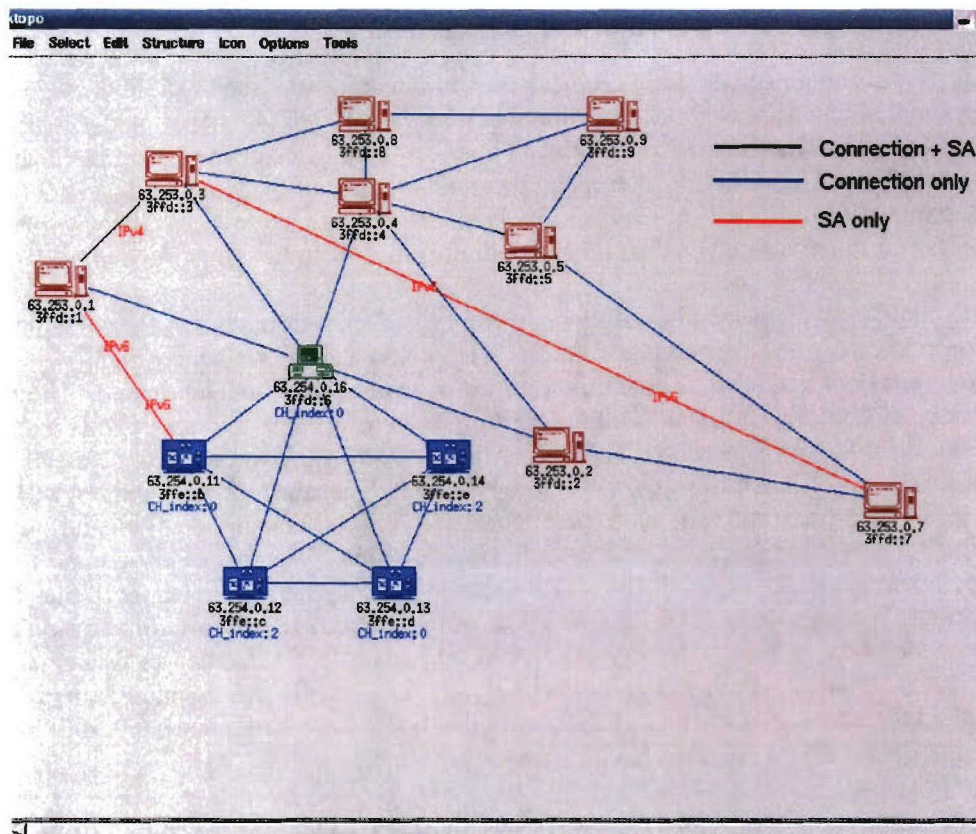 xtopo
File Select Edit Structure Icon Options Tools
63.253.0.8
3ffd::8
63.253.0.9
3ffd::9
Connection + SA
Connection only
SA only
63.253.0.3
3ffd::3
63.253.0.4
3ffd::4
IPv4
63.253.0.5
3ffd::5
63.253.0.1
3ffd::1
IPv6
63.254.0.16
3ffd::6
CH_index:0
IPv6
IPv6
63.253.0.2
3ffd::2
63.254.0.11
3ffe::b
CH_index:0
63.254.0.14
3ffe::e
CH_index:2
63.253.0.7
3ffd::7
63.254.0.12
3ffe::c
CH_index:2
63.254.0.13
3ffe::d
CH_index:0